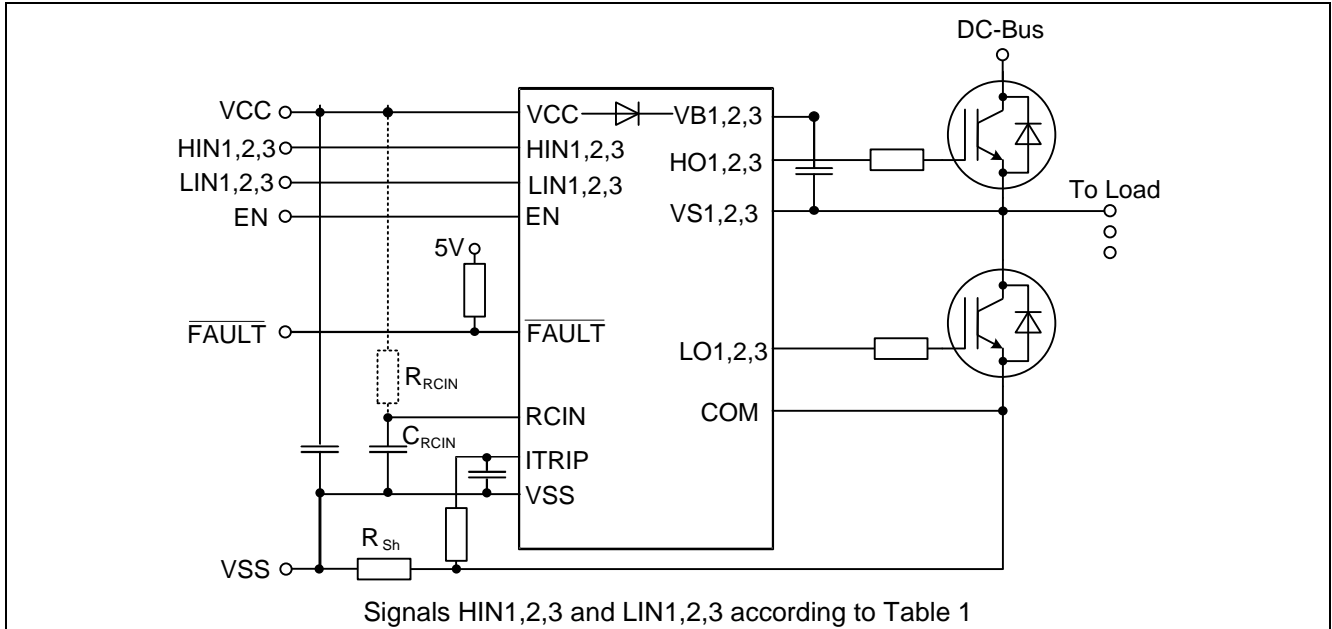 DC-Bus
VCC
VCC
VB1,2,3
HIN1,2,3
HIN1,2,3
HO1,2,3
LIN1,2,3
LIN1,2,3
To Load
EN
EN
VS1,2,3
5V
FAULT
FAULT
LO1,2,3
RRCIN
RCIN
COM
CRCIN
ITRIP
VSS
RSh
VSS
Signals HIN1,2,3 and LIN1,2,3 according to Table 1